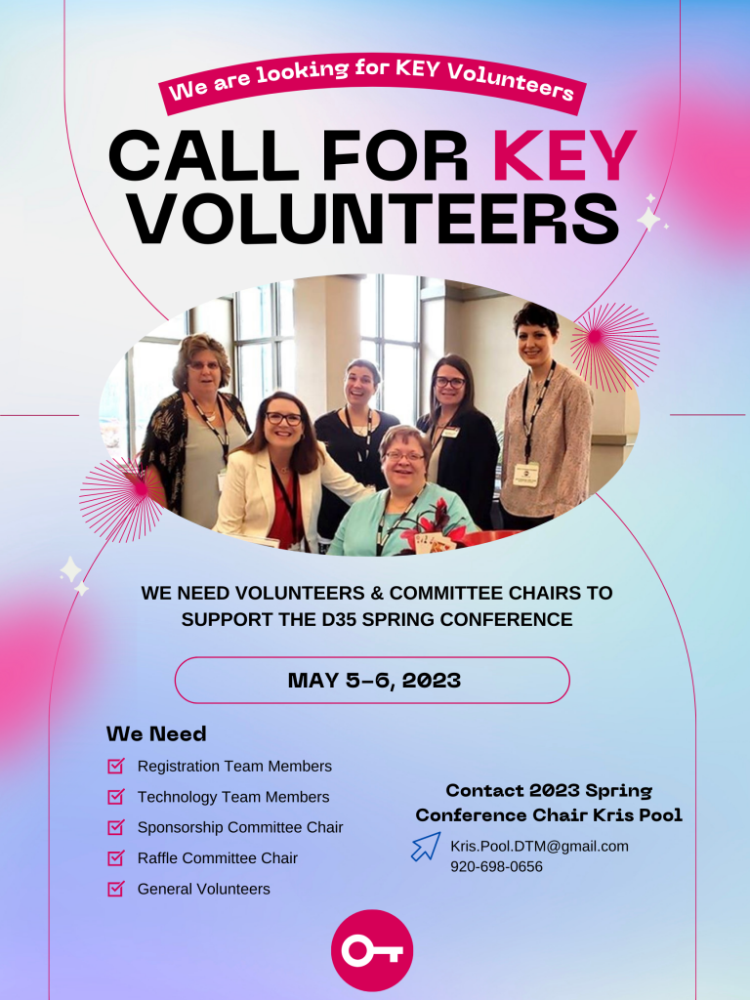 We are looking for KEY Volunteers
CALL FOR KEY
VOLUNTEERS
WE NEED VOLUNTEERS & COMMITTEE CHAIRS TO
SUPPORT THE D35 SPRING CONFERENCE
MAY 5–6, 2023
We Need
Registration Team Members
Technology Team Members
Sponsorship Committee Chair
Raffle Committee Chair
General Volunteers
Contact 2023 Spring
Conference Chair Kris Pool
Kris.Pool.DTM@gmail.com
920-698-0656